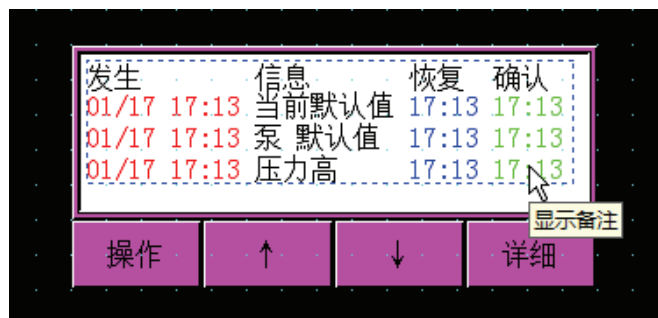 发生 信息 恢复 确认
01/17 17:13 当前默认值 17:13 17:13
01/17 17:13 泵 默认值 17:13 17:13
01/17 17:13 压力高 17:13 17:13
显示备注
操作 ↑ ↓ 详细